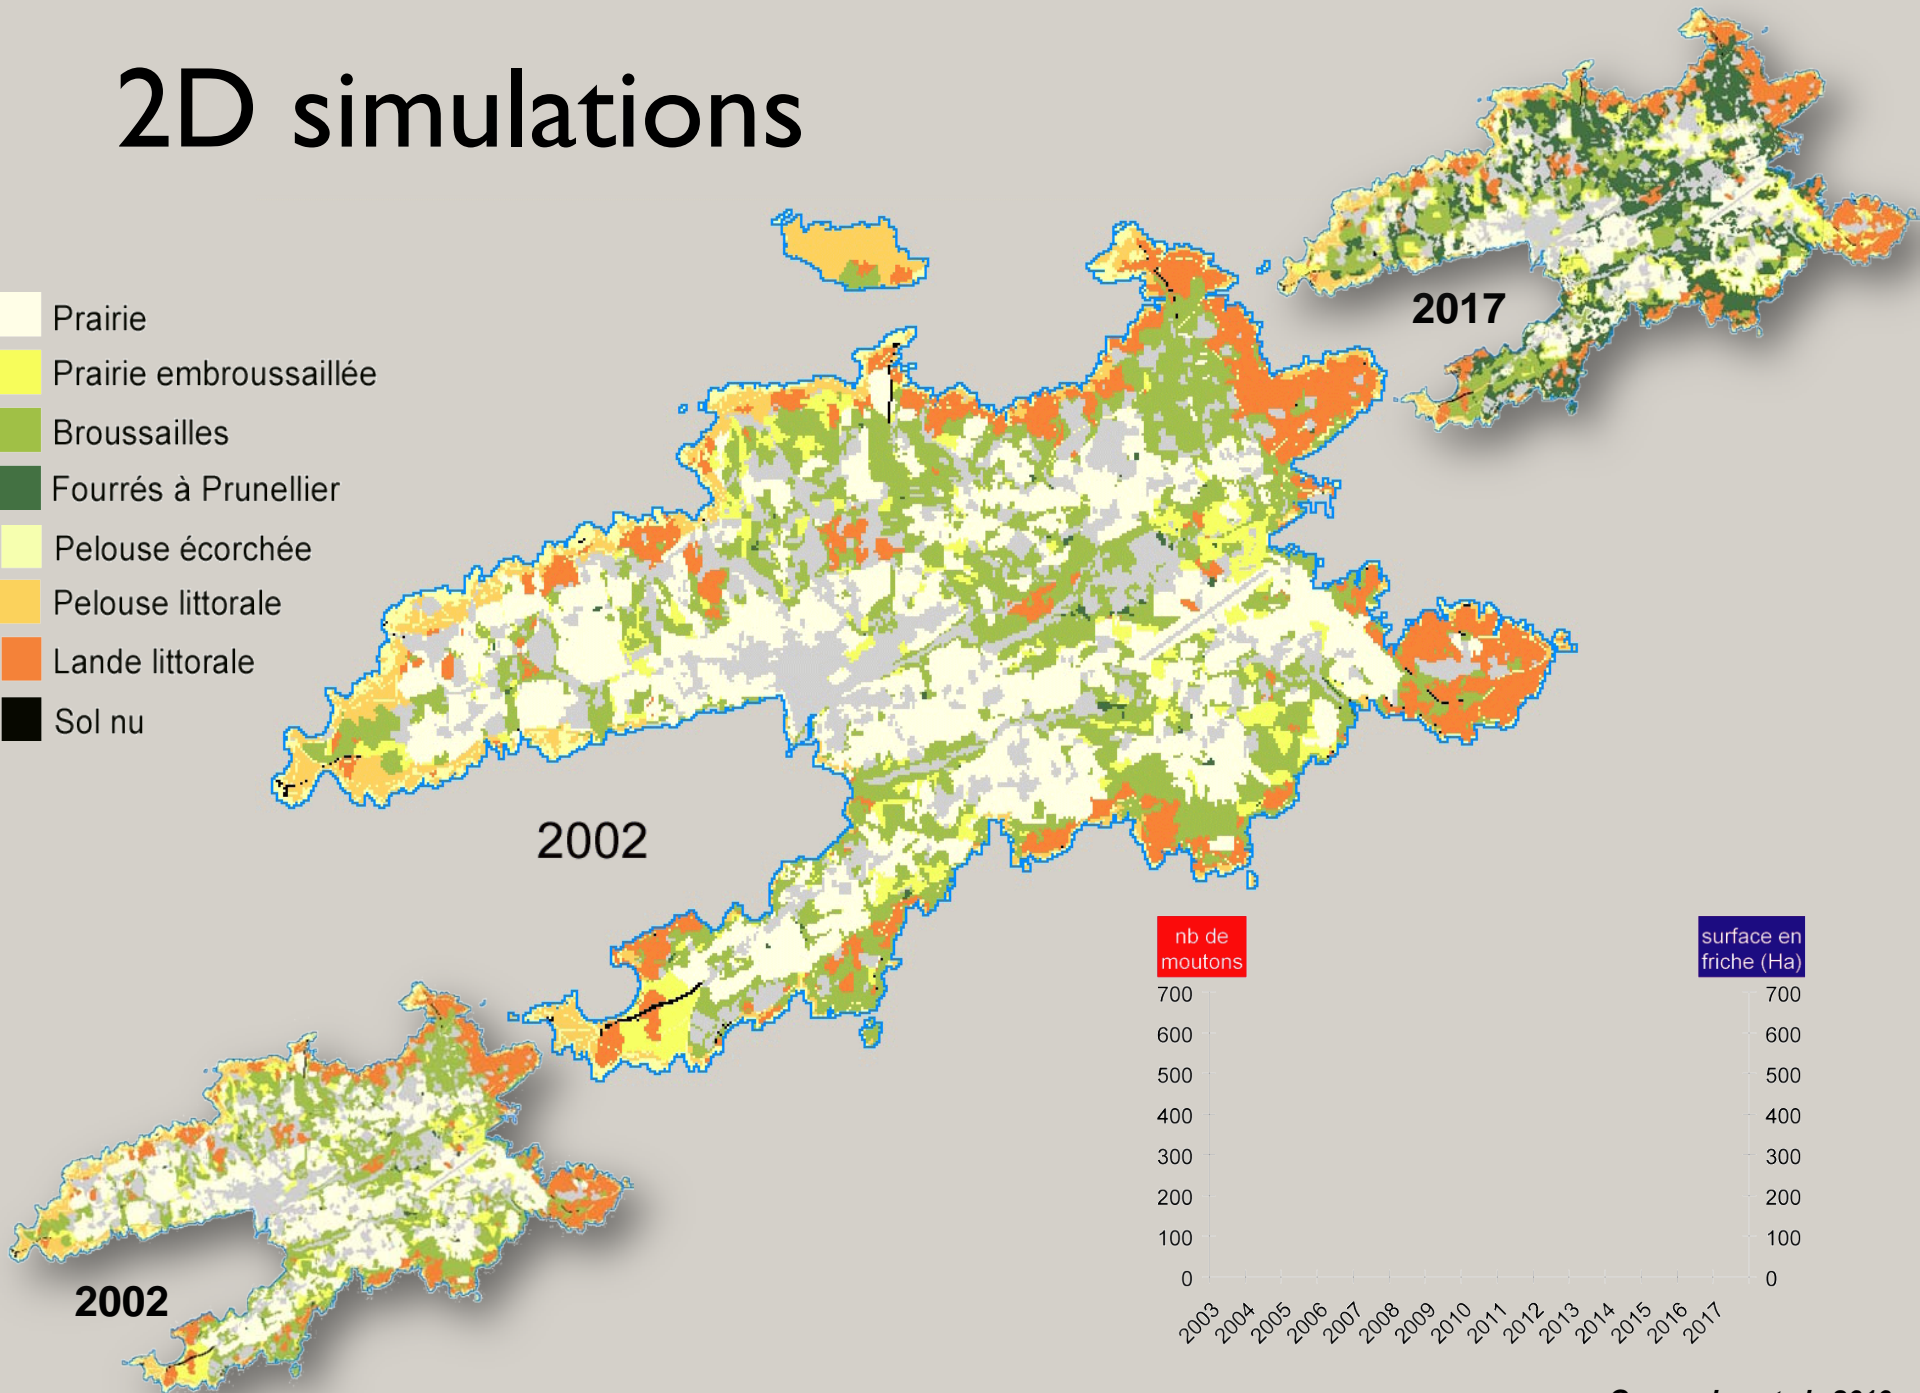 2D simulations
Prairie
Prairie embroussaillée
Broussailles
Fourrés à Prunellier
Pelouse écorchée
Pelouse littorale
Lande littorale
Sol nu
2017
2002
2002
nb de
moutons
surface en
friche (Ha)
700
600
500
400
300
200
100
0
700
600
500
400
300
200
100
0
2003
2004
2005
2006
2007
2008
2009
2010
2011
2012
2013
2014
2015
2016
2017